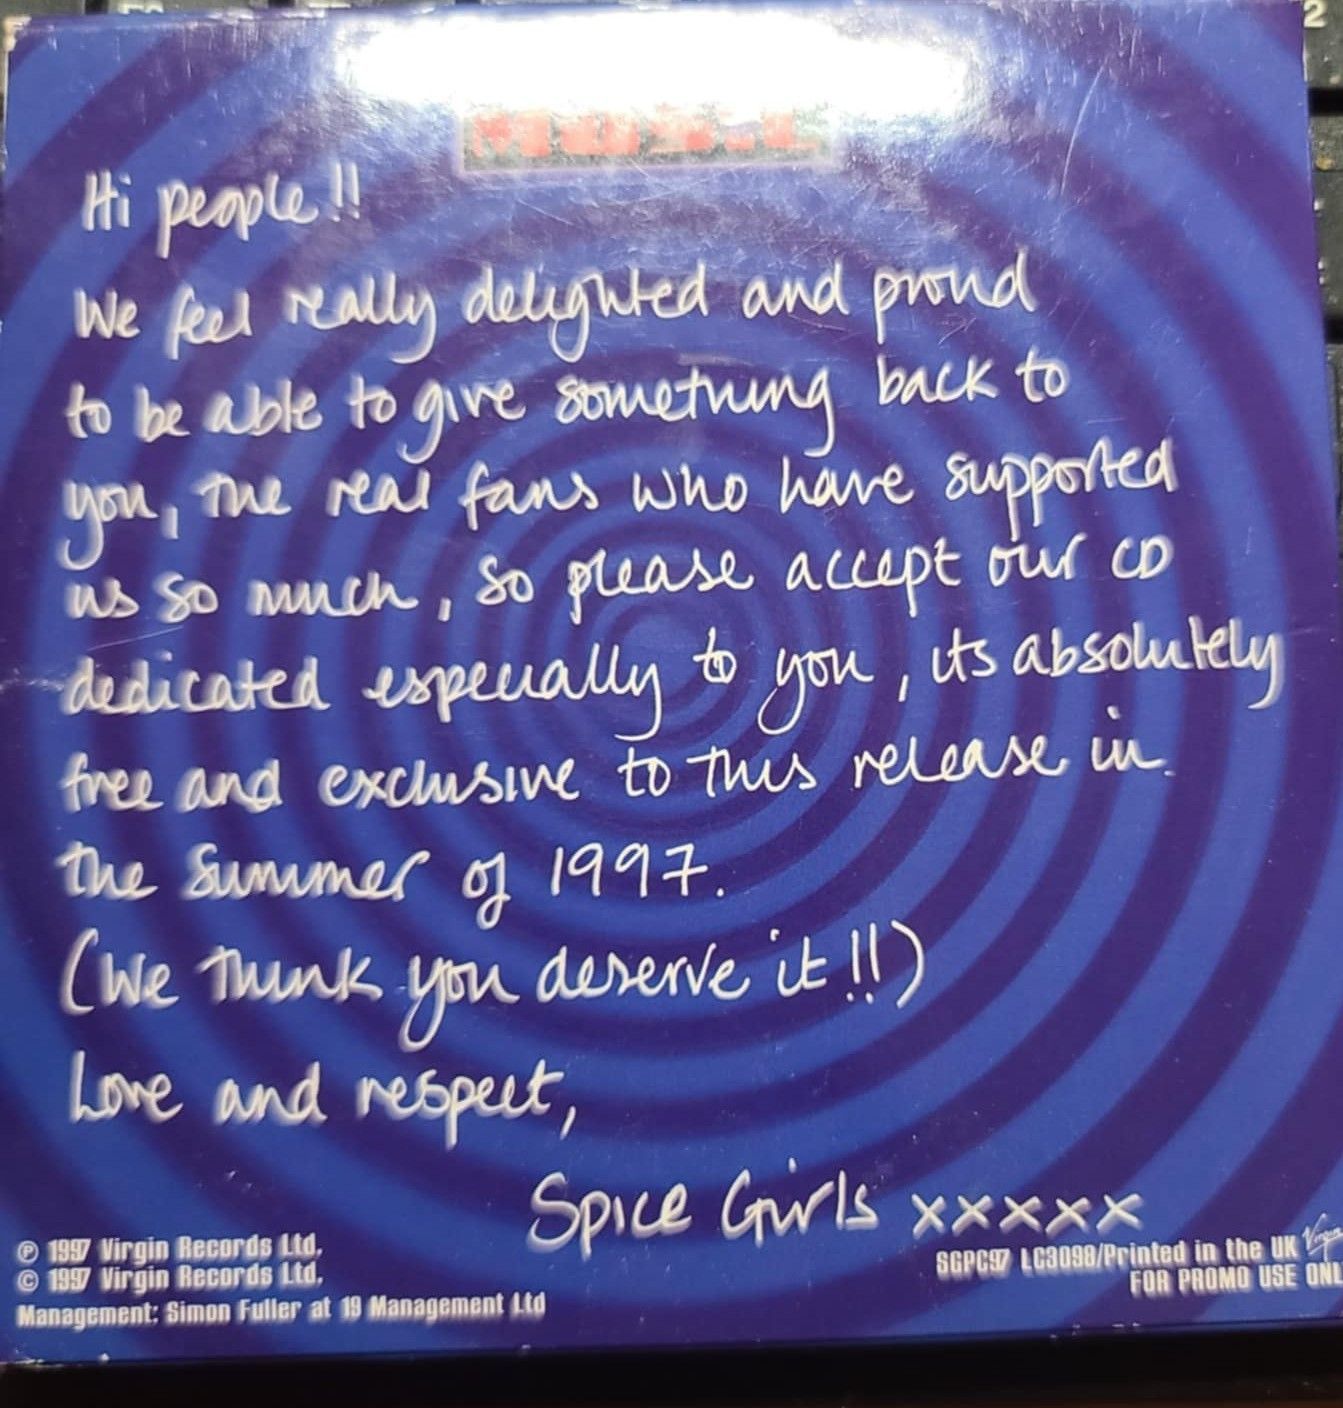 Hi people!!
We feel really delighted and proud
to be able to give something back to
you, the real fans who have supported
us so much, so please accept our CD
dedicated especially to you, its absolutely
free and exclusive to this release in
the Summer of 1997.
(We think you deserve it!!)
Love and respect,
Spice Girls xxxxx
℗ 1997 Virgin Records Ltd.
© 1997 Virgin Records Ltd.
Management: Simon Fuller at 19 Management Ltd
SGPC97 LC3098/Printed in the UK Virgin
FOR PROMO USE ONL
2